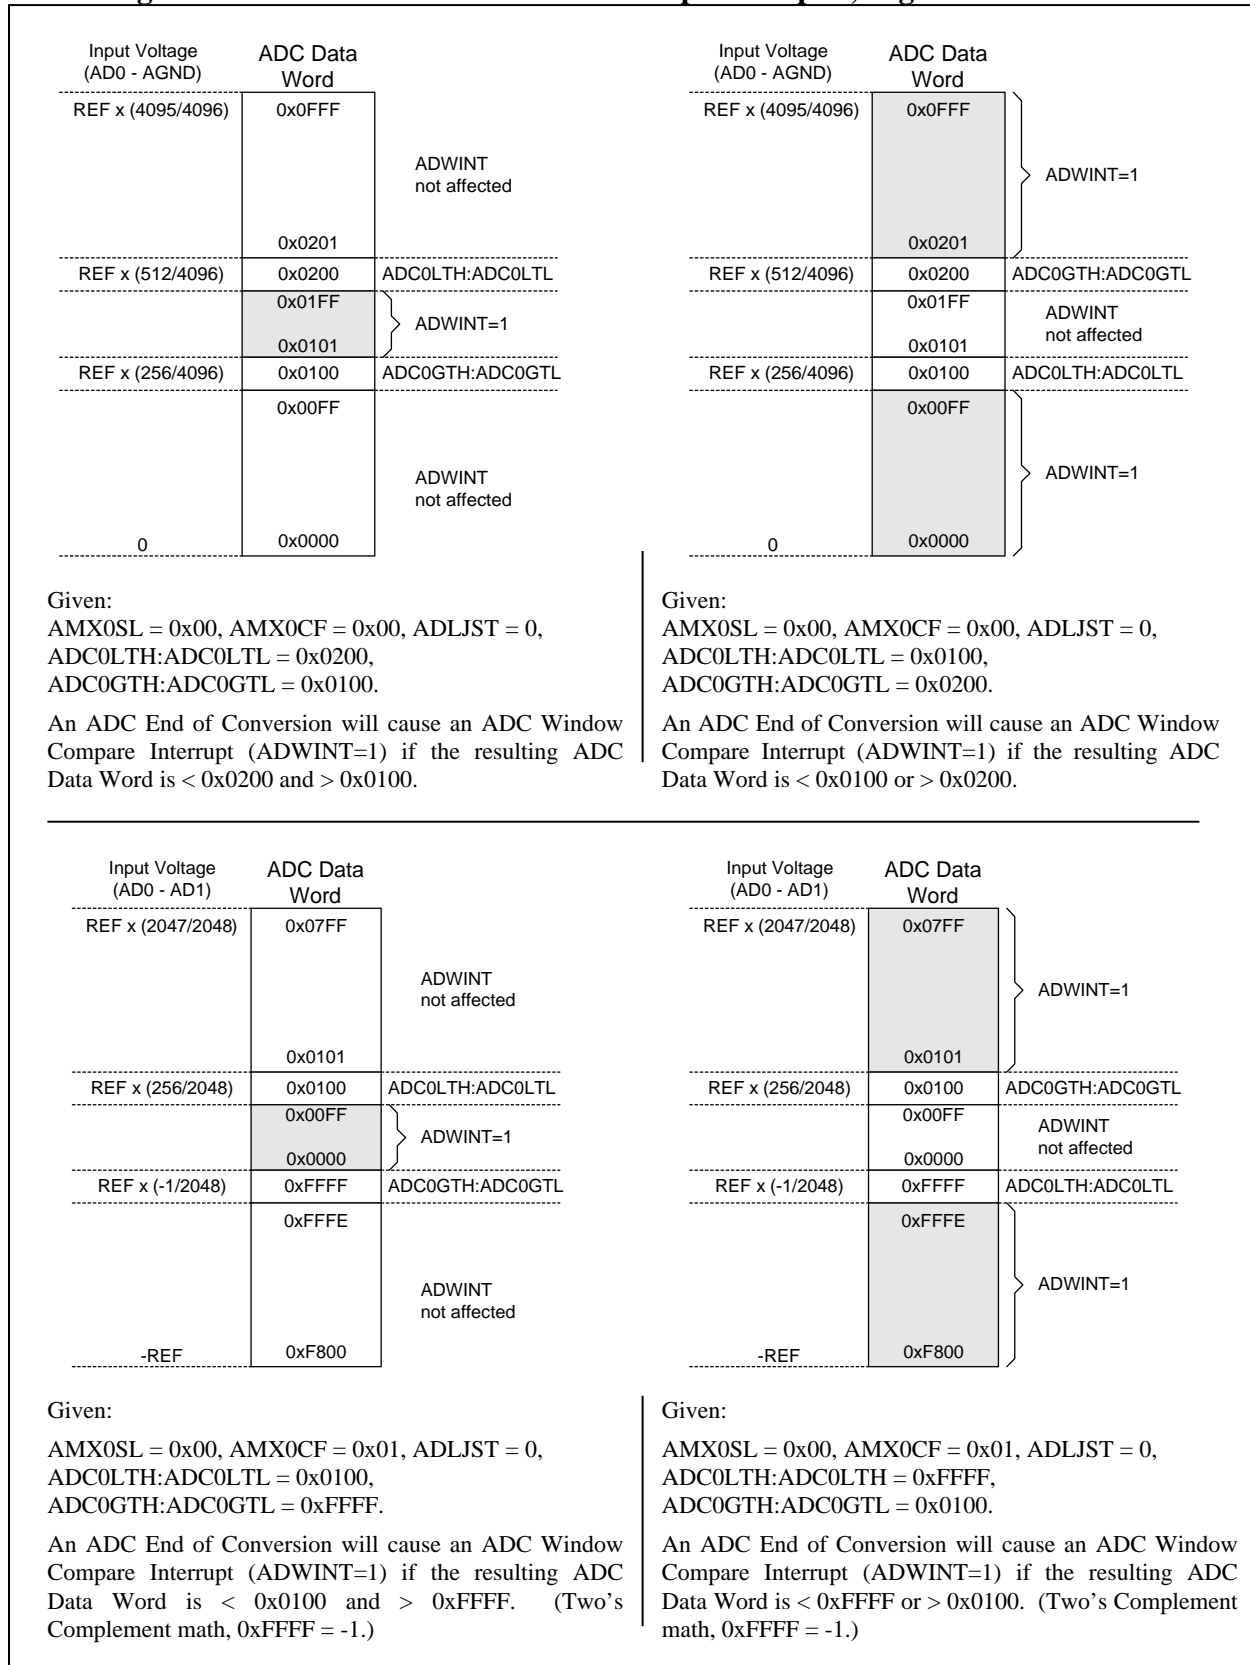 Input Voltage
(AD0 - AGND)
ADC Data
Word
REF x (4095/4096)
0x0FFF
ADWINT
not affected
0x0201
REF x (512/4096)
0x0200
ADC0LTH:ADC0LTL
0x01FF
ADWINT=1
0x0101
REF x (256/4096)
0x0100
ADC0GTH:ADC0GTL
0x00FF
ADWINT
not affected
0
0x0000
Given:
AMX0SL = 0x00, AMX0CF = 0x00, ADLJST = 0,
ADC0LTH:ADC0LTL = 0x0200,
ADC0GTH:ADC0GTL = 0x0100.
An ADC End of Conversion will cause an ADC Window
Compare Interrupt (ADWINT=1) if the resulting ADC
Data Word is < 0x0200 and > 0x0100.
Input Voltage
(AD0 - AGND)
ADC Data
Word
REF x (4095/4096)
0x0FFF
ADWINT=1
0x0201
REF x (512/4096)
0x0200
ADC0GTH:ADC0GTL
0x01FF
ADWINT
not affected
0x0101
REF x (256/4096)
0x0100
ADC0LTH:ADC0LTL
0x00FF
ADWINT=1
0
0x0000
Given:
AMX0SL = 0x00, AMX0CF = 0x00, ADLJST = 0,
ADC0LTH:ADC0LTL = 0x0100,
ADC0GTH:ADC0GTL = 0x0200.
An ADC End of Conversion will cause an ADC Window
Compare Interrupt (ADWINT=1) if the resulting ADC
Data Word is < 0x0100 or > 0x0200.
Input Voltage
(AD0 - AD1)
ADC Data
Word
REF x (2047/2048)
0x07FF
ADWINT
not affected
0x0101
REF x (256/2048)
0x0100
ADC0LTH:ADC0LTL
0x00FF
ADWINT=1
0x0000
REF x (-1/2048)
0xFFFF
ADC0GTH:ADC0GTL
0xFFFE
ADWINT
not affected
-REF
0xF800
Given:
AMX0SL = 0x00, AMX0CF = 0x01, ADLJST = 0,
ADC0LTH:ADC0LTL = 0x0100,
ADC0GTH:ADC0GTL = 0xFFFF.
An ADC End of Conversion will cause an ADC Window
Compare Interrupt (ADWINT=1) if the resulting ADC
Data Word is < 0x0100 and > 0xFFFF. (Two's
Complement math, 0xFFFF = -1.)
Input Voltage
(AD0 - AD1)
ADC Data
Word
REF x (2047/2048)
0x07FF
ADWINT=1
0x0101
REF x (256/2048)
0x0100
ADC0GTH:ADC0GTL
0x00FF
ADWINT
not affected
0x0000
REF x (-1/2048)
0xFFFF
ADC0LTH:ADC0LTL
0xFFFE
ADWINT=1
-REF
0xF800
Given:
AMX0SL = 0x00, AMX0CF = 0x01, ADLJST = 0,
ADC0LTH:ADC0LTH = 0xFFFF,
ADC0GTH:ADC0GTL = 0x0100.
An ADC End of Conversion will cause an ADC Window
Compare Interrupt (ADWINT=1) if the resulting ADC
Data Word is < 0xFFFF or > 0x0100. (Two's Complement
math, 0xFFFF = -1.)